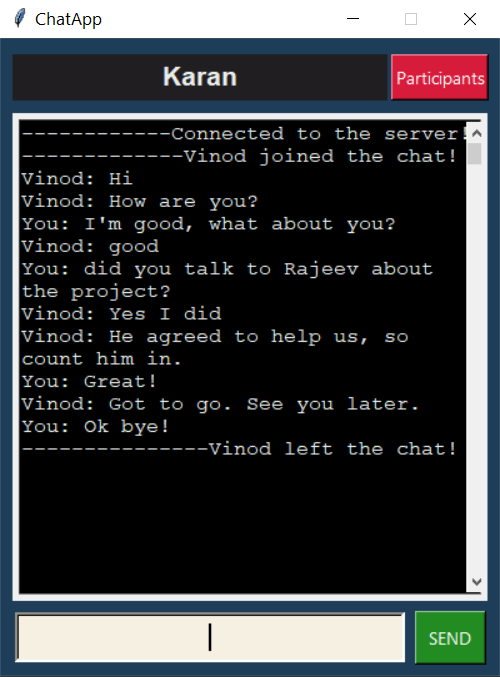 ChatApp
Karan
Participants
------------Connected to the server!
-------------Vinod joined the chat!
Vinod: Hi
Vinod: How are you?
You: I'm good, what about you?
Vinod: good
You: did you talk to Rajeev about
the project?
Vinod: Yes I did
Vinod: He agreed to help us, so
count him in.
You: Great!
Vinod: Got to go. See you later.
You: Ok bye!
---------------Vinod left the chat!
SEND